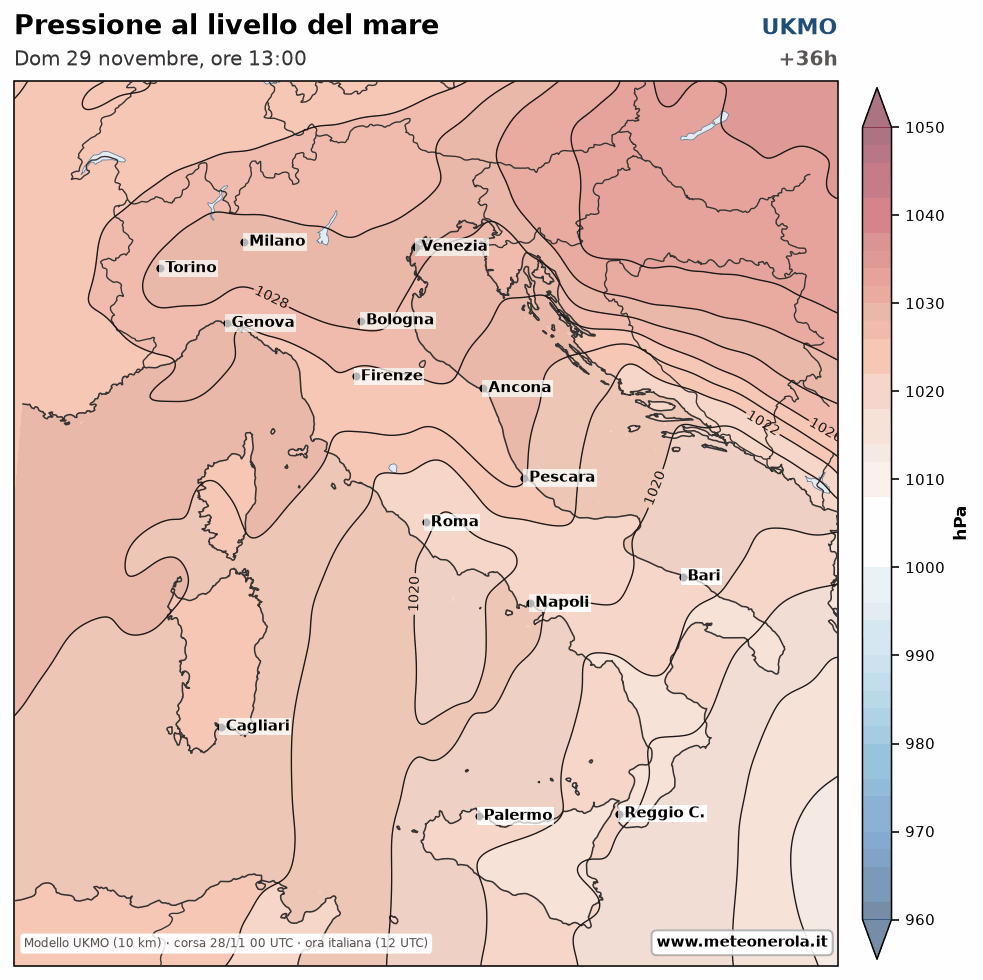 Pressione al livello del mare
UKMO
Dom 29 novembre, ore 13:00
+36h
1050
1040
1030
1020
1010
1000
990
980
970
960
hPa
Milano
Venezia
Torino
1028
Genova
Bologna
Firenze
Ancona
1022
1026
Pescara
1020
Roma
Bari
1020
Napoli
Cagliari
Palermo
Reggio C.
Modello UKMO (10 km) · corsa 28/11 00 UTC · ora italiana (12 UTC)
www.meteonerola.it